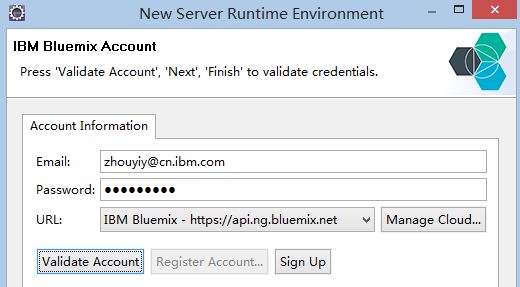 New Server Runtime Environment
IBM Bluemix Account
Press 'Validate Account', 'Next', 'Finish' to validate credentials.
Account Information
Email: zhouyiy@cn.ibm.com
Password: •••••••••
URL: IBM Bluemix - https://api.ng.bluemix.net Manage Cloud...
Validate Account Register Account... Sign Up